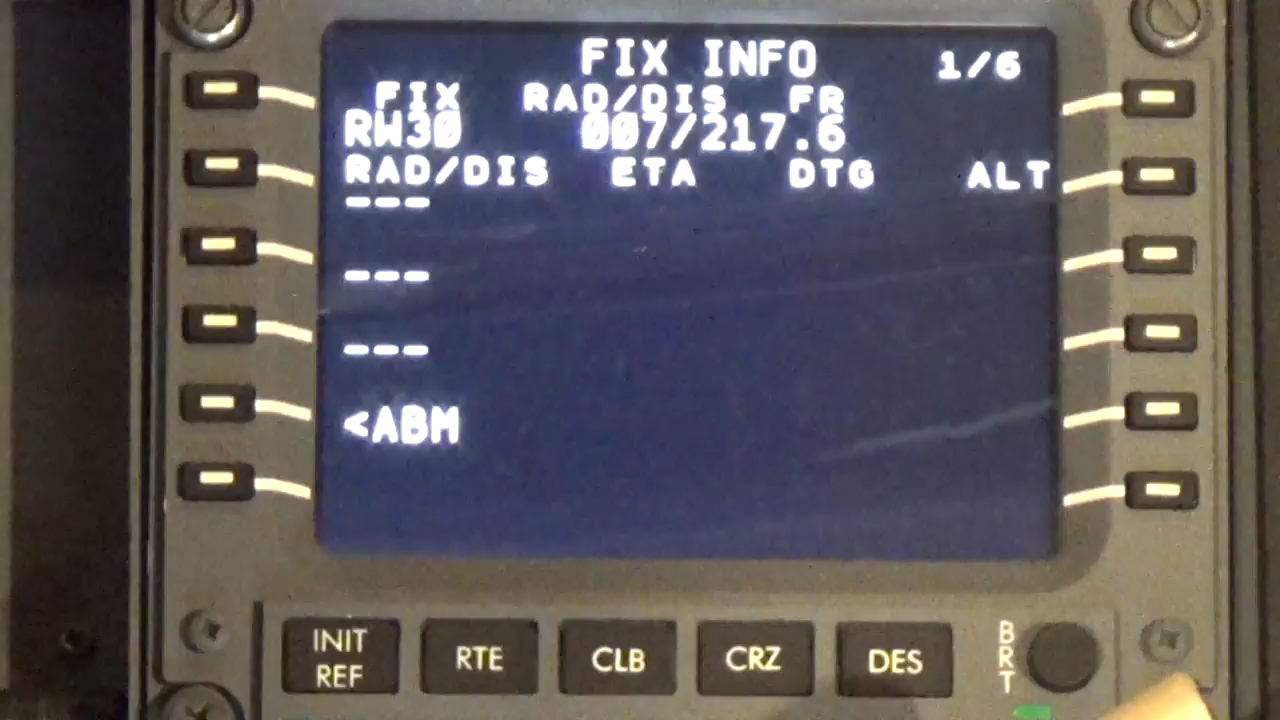 FIX INFO 1/6
FIX RAD/DIS FR
RW30 007/217.6
RAD/DIS ETA DTG ALT
---
---
---
<ABM
INIT REF RTE CLB CRZ DES BRT